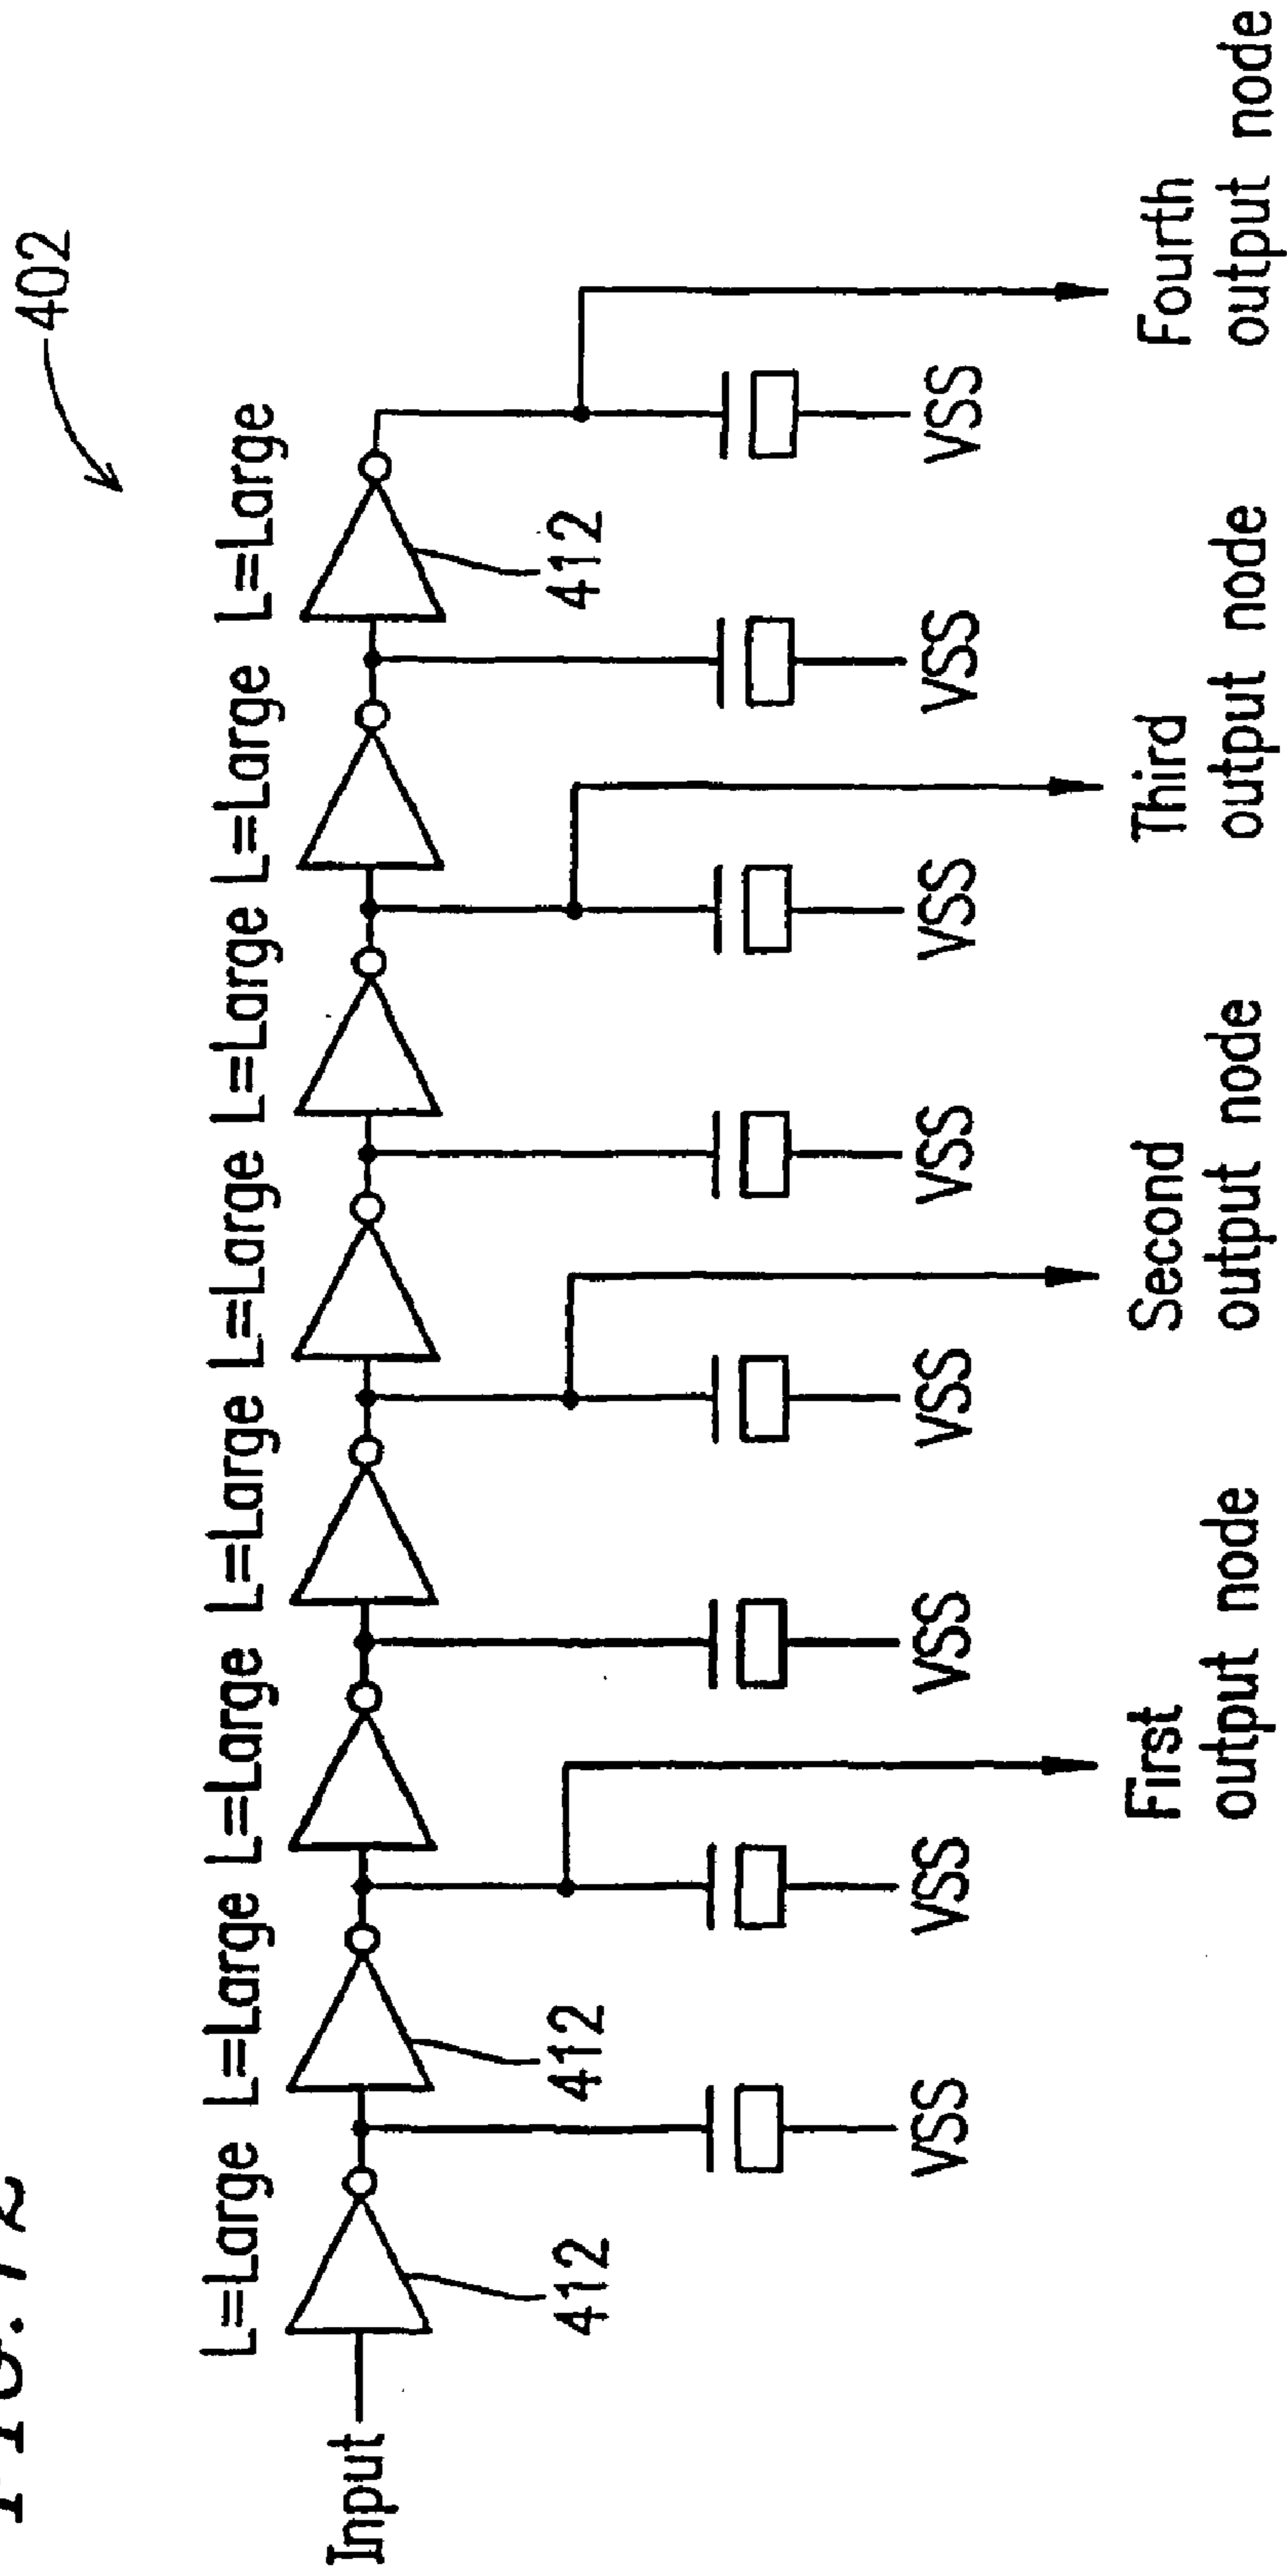 FIG. 12
402
L=Large L=Large L=Large L=Large L=Large L=Large L=Large L=Large
Input
412 412 412
VSS VSS VSS VSS VSS VSS VSS VSS
First
output node
Second
output node
Third
output node
Fourth
output node